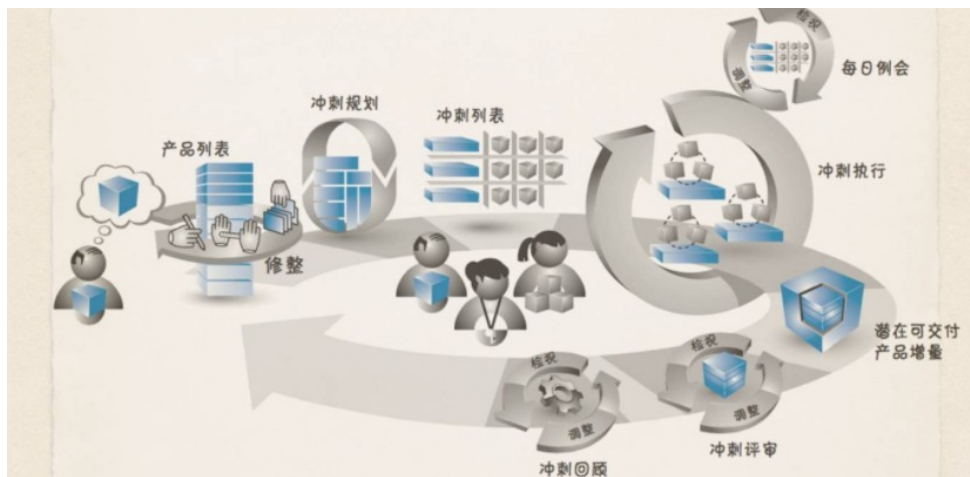 检视
调整
每日例会
冲刺规划
冲刺列表
产品列表
冲刺执行
修整
潜在可交付
产品增量
检视
调整
冲刺评审
检视
调整
冲刺回顾